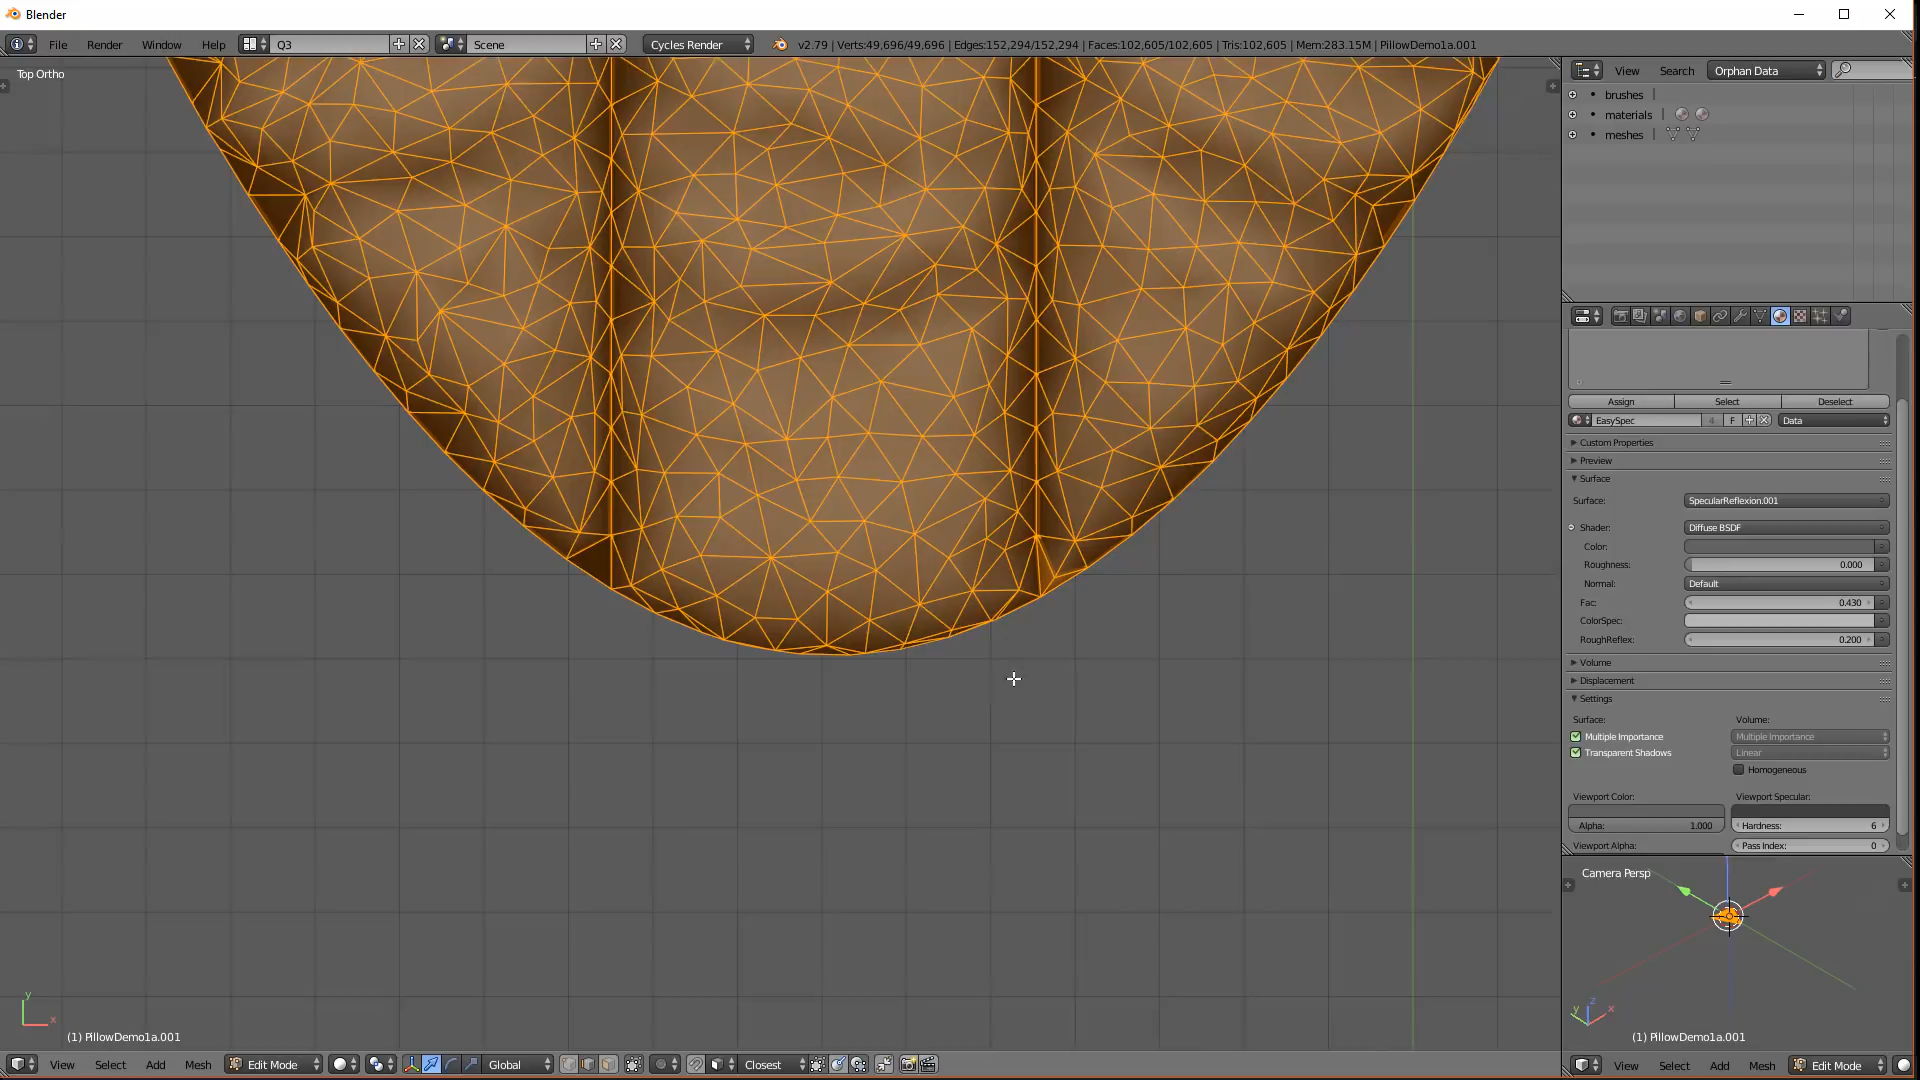 Blender
File Render Window Help Q3 Scene Cycles Render v2.79 | Verts:49,696/49,696 | Edges:152,294/152,294 | Faces:102,605/102,605 | Tris:102,605 | Mem:283.15M | PillowDemo1a.001
Top Ortho
View Search Orphan Data
brushes
materials
meshes
Assign Select Deselect
EasySpec 4 F Data
Custom Properties
Preview
Surface
Surface: SpecularReflexion.001
Shader: Diffuse BSDF
Color:
Roughness: 0.000
Normal: Default
Fac: 0.430
ColorSpec:
RoughReflex: 0.200
Volume
Displacement
Settings
Surface: Volume:
Multiple Importance Multiple Importance
Transparent Shadows Linear
Homogeneous
Viewport Color: Viewport Specular:
Alpha: 1.000 Hardness: 6
Viewport Alpha: Pass Index: 0
Camera Persp
y
x
z
y x
(1) PillowDemo1a.001
(1) PillowDemo1a.001
View Select Add Mesh Edit Mode Global Closest
View Select Add Mesh Edit Mode